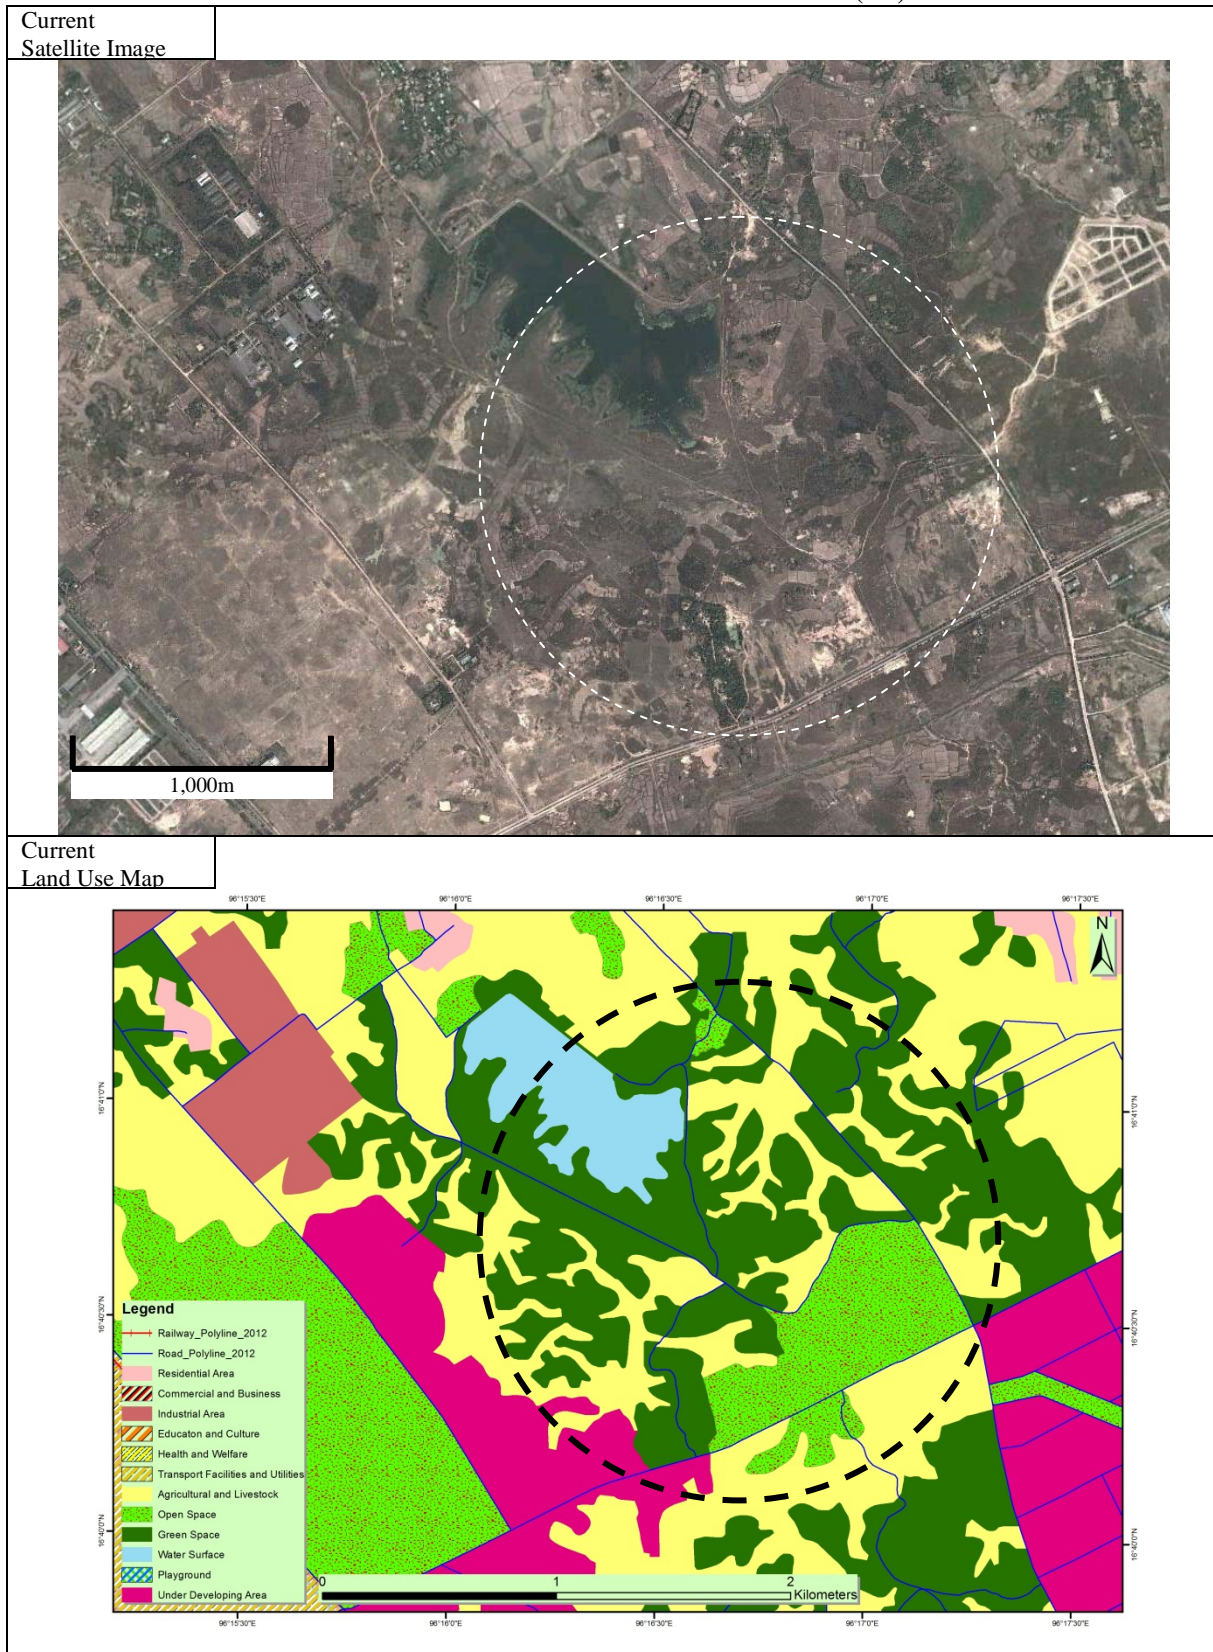 Current
Satellite Image
1,000m
Current
Land Use Map
96°15'30"E 96°16'0"E 96°16'30"E 96°17'0"E 96°17'30"E
N
16°41'0"N 16°41'0"N
16°40'30"N 16°40'30"N
16°40'0"N 16°40'0"N
Legend
Railway_Polyline_2012
Road_Polyline_2012
Residential Area
Commercial and Business
Industrial Area
Educaton and Culture
Health and Welfare
Transport Facilities and Utilities
Agricultural and Livestock
Open Space
Green Space
Water Surface
Playground
Under Developing Area
0 1 2
Kilometers
96°15'30"E 96°16'0"E 96°16'30"E 96°17'0"E 96°17'30"E